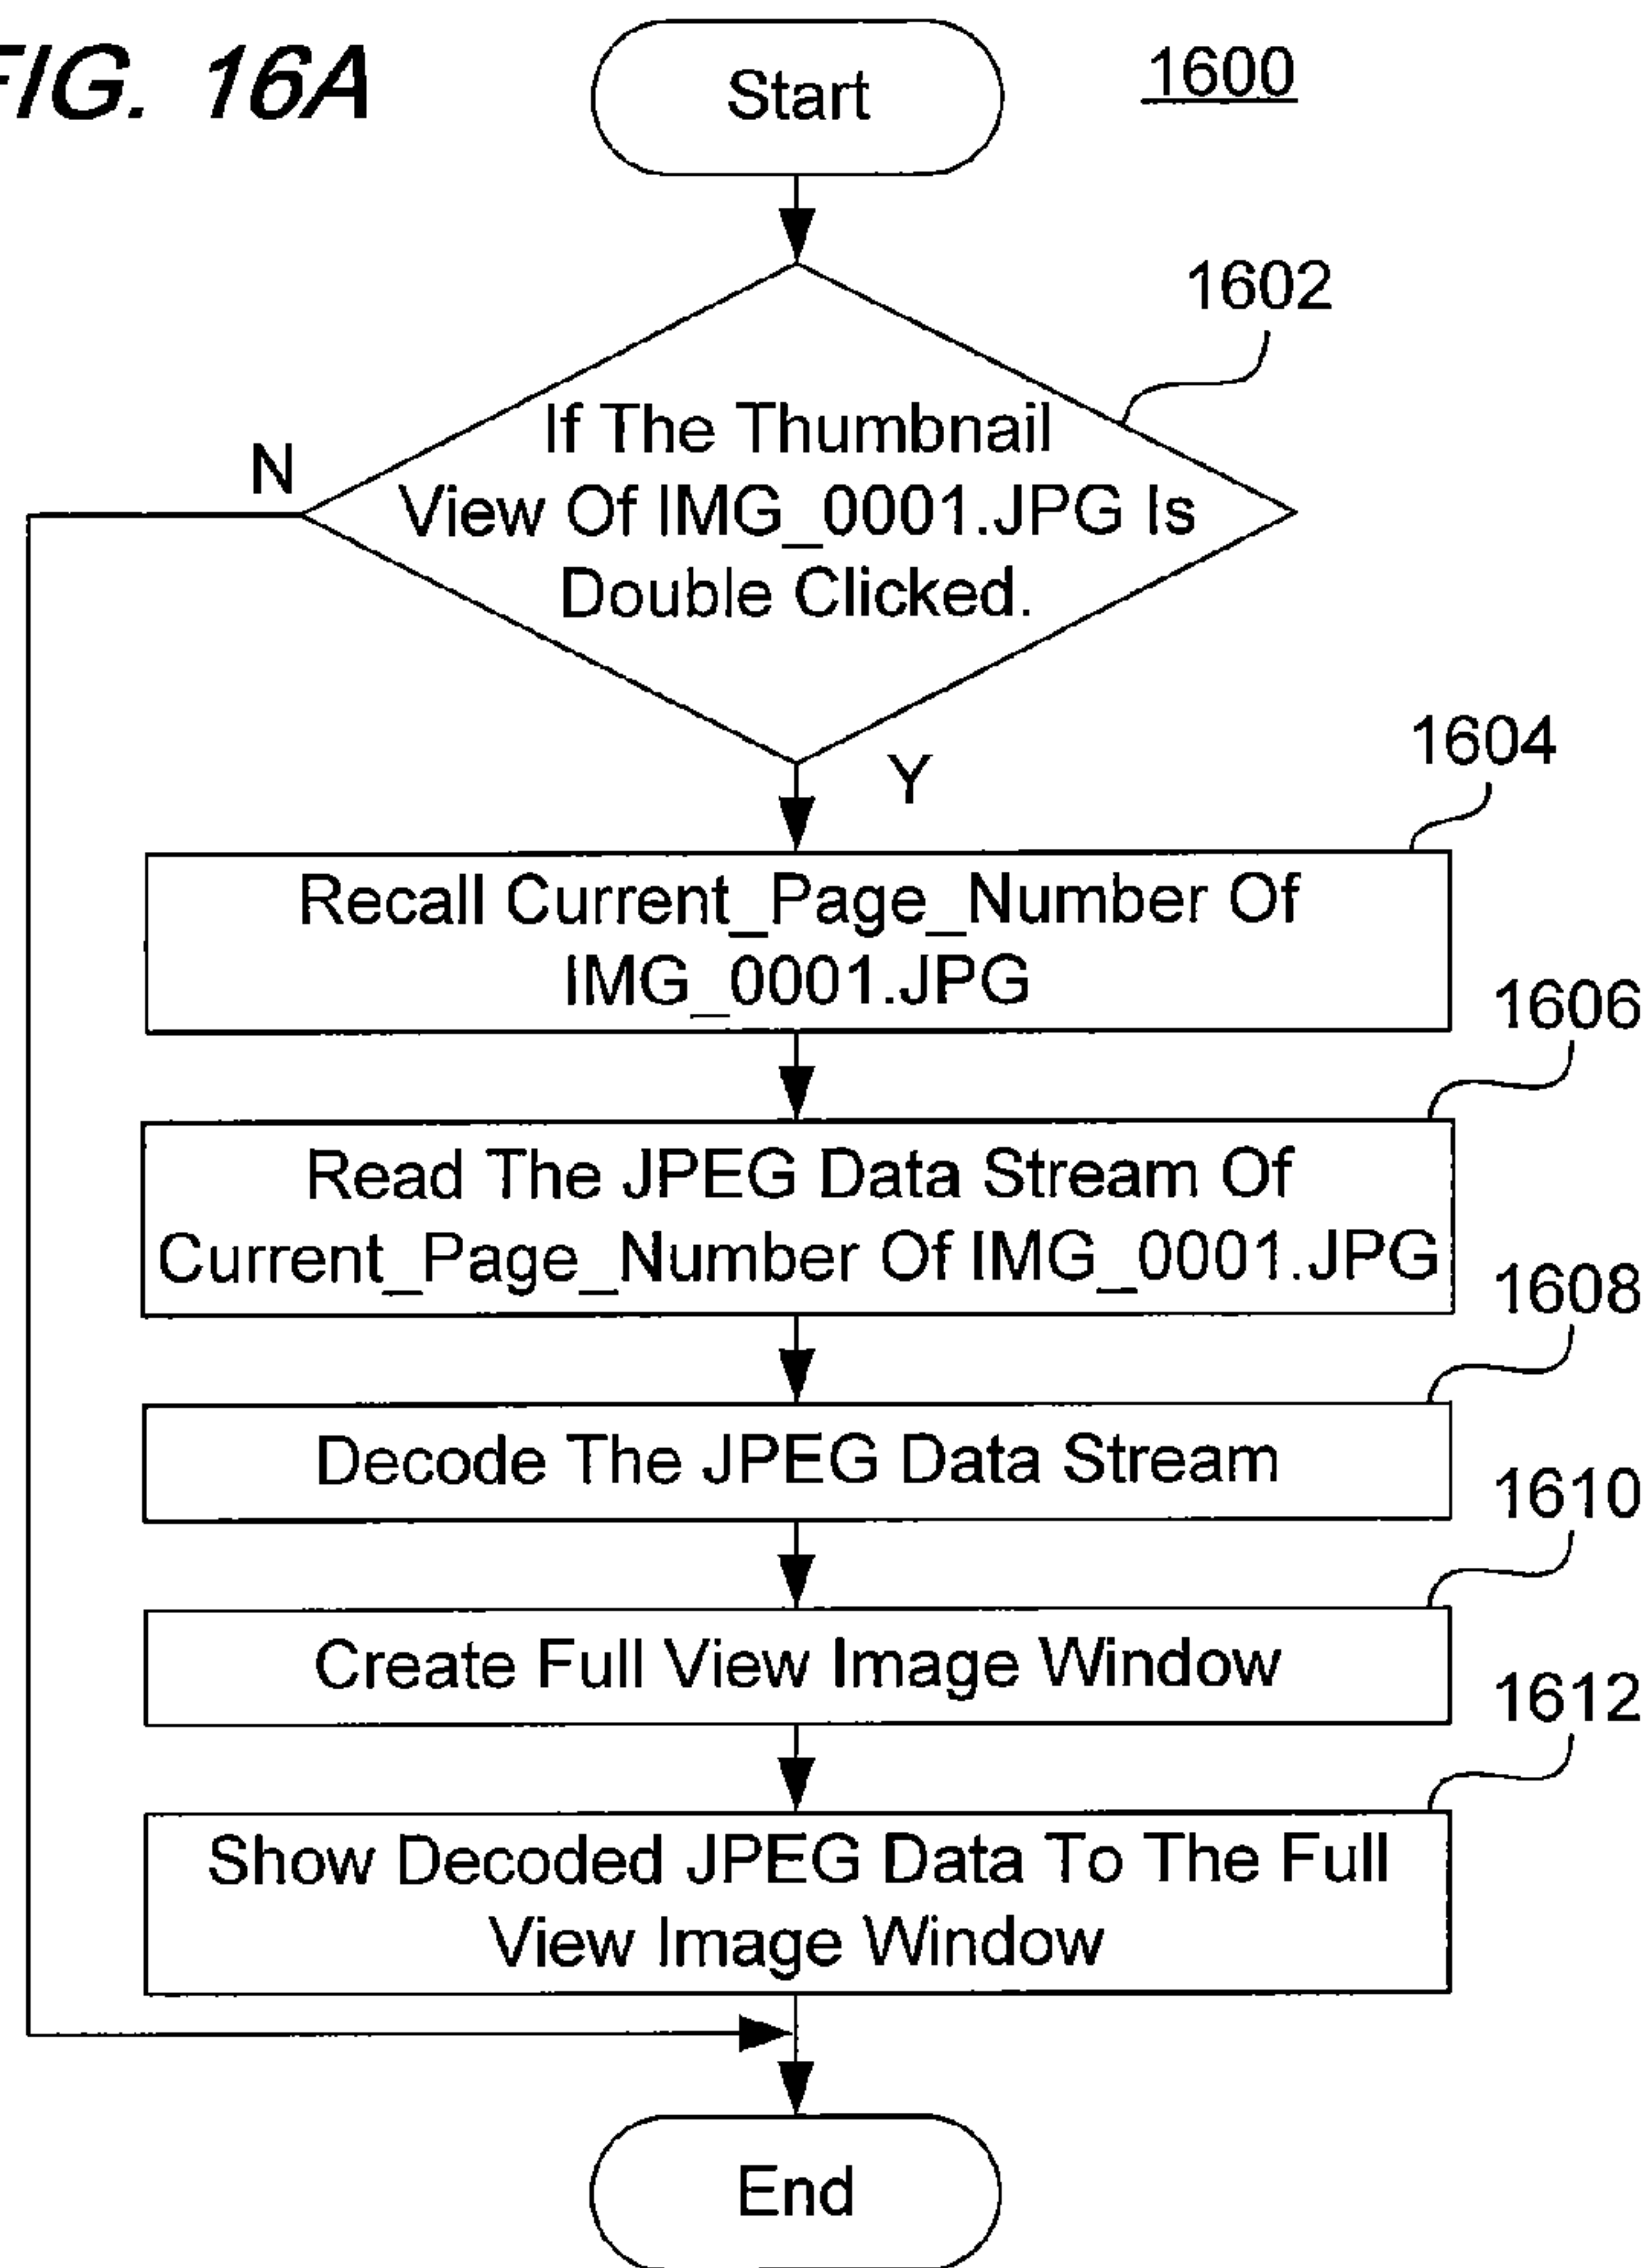 FIG. 16A
1600
Start
1602
If The Thumbnail
View Of IMG_0001.JPG Is
Double Clicked.
N
Y
1604
Recall Current_Page_Number Of
IMG_0001.JPG
1606
Read The JPEG Data Stream Of
Current_Page_Number Of IMG_0001.JPG
1608
Decode The JPEG Data Stream
1610
Create Full View Image Window
1612
Show Decoded JPEG Data To The Full
View Image Window
End